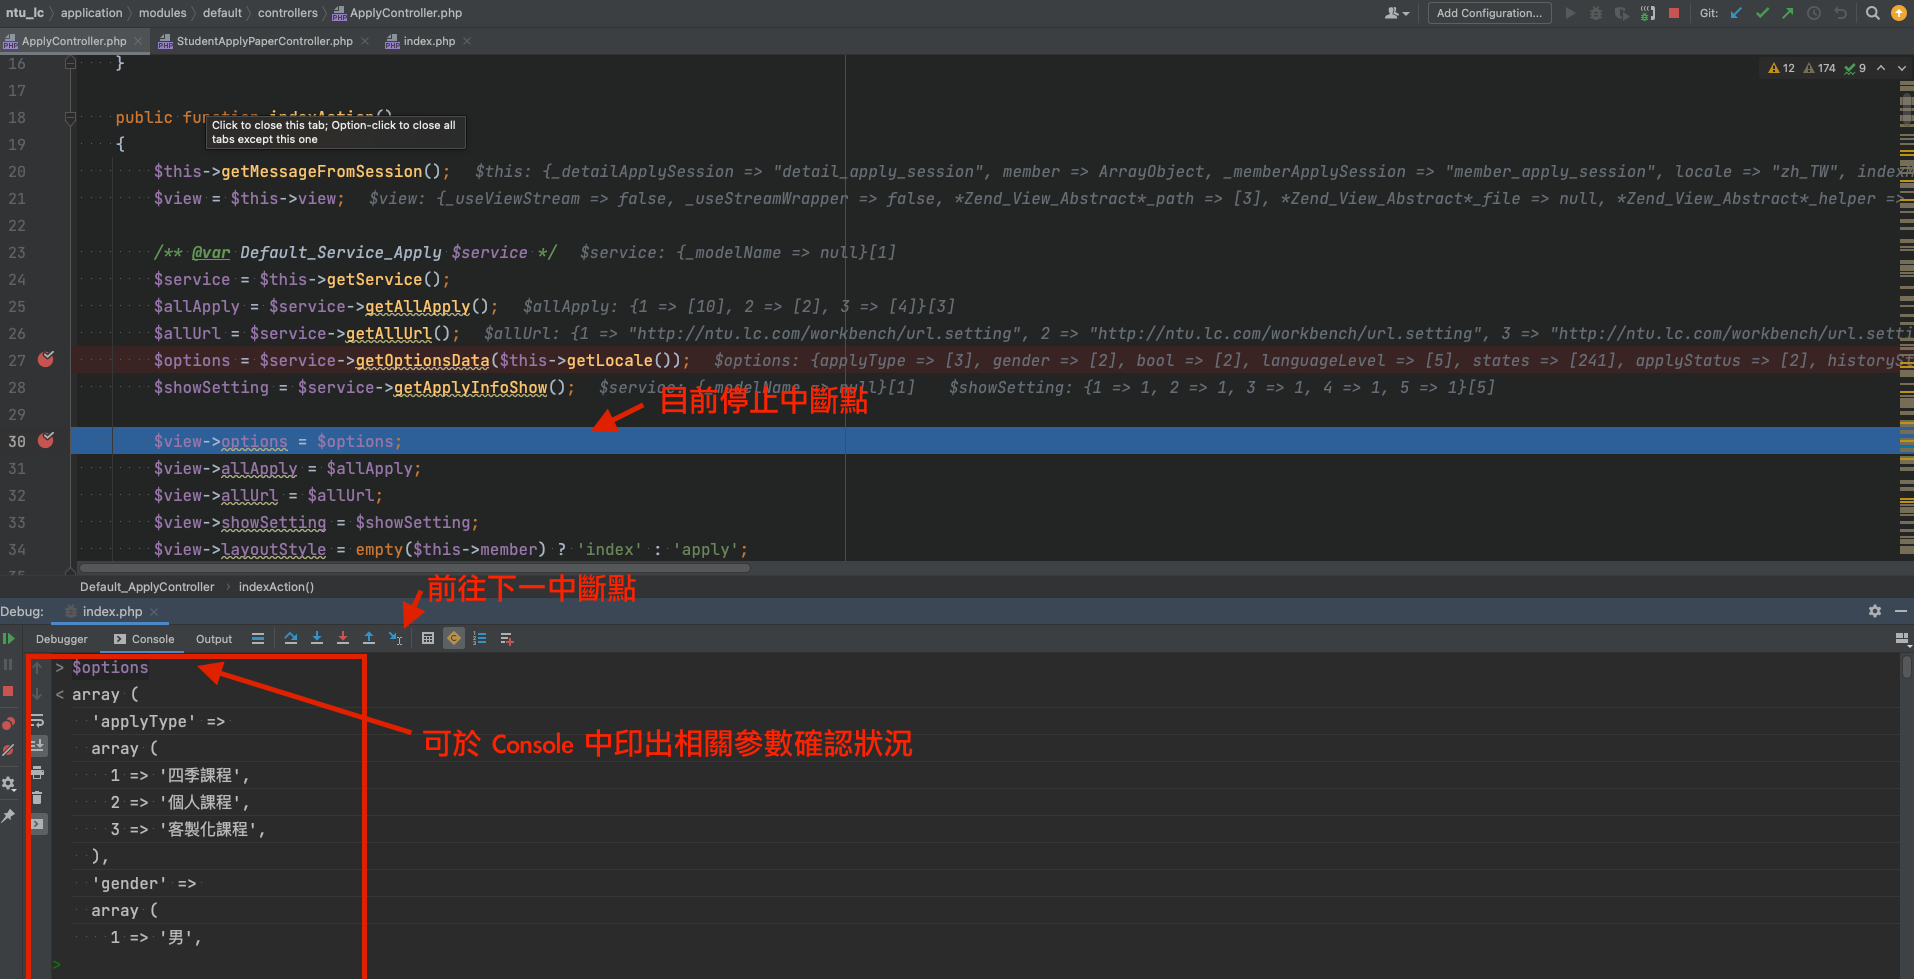 ntu_lc application modules default controllers ApplyController.php
Add Configuration... Git:
ApplyController.php StudentApplyPaperController.php index.php
12 174 9
16 }
17
18 public function indexAction()
Click to close this tab; Option-click to close all
tabs except this one
19 {
20 $this->getMessageFromSession(); $this: {_detailApplySession => "detail_apply_session", member => ArrayObject, _memberApplySession => "member_apply_session", locale => "zh_TW",
21 $view = $this->view; $view: {_useViewStream => false, _useStreamWrapper => false, *Zend_View_Abstract*_path => [3], *Zend_View_Abstract*_file => null, *Zend_View_Abstract*_helper =>
22
23 /** @var Default_Service_Apply $service */ $service: {_modelName => null}[1]
24 $service = $this->getService();
25 $allApply = $service->getAllApply(); $allApply: {1 => [10], 2 => [2], 3 => [4]}[3]
26 $allUrl = $service->getAllUrl(); $allUrl: {1 => "http://ntu.lc.com/workbench/url.setting", 2 => "http://ntu.lc.com/workbench/url.setting", 3 => "http://ntu.lc.com/workbench/url.setti
27 $options = $service->getOptionsData($this->getLocale()); $options: {applyType => [3], gender => [2], bool => [2], languageLevel => [5], states => [241], applyStatus => [2], historySt
28 $showSetting = $service->getApplyInfoShow(); $service: {_modelName => null}[1] $showSetting: {1 => 1, 2 => 1, 3 => 1, 4 => 1, 5 => 1}[5]
目前停止中斷點
29
30 $view->options = $options;
31 $view->allApply = $allApply;
32 $view->allUrl = $allUrl;
33 $view->showSetting = $showSetting;
34 $view->layoutStyle = empty($this->member) ? 'index' : 'apply';
35
Default_ApplyController indexAction()
前往下一中斷點
Debug: index.php
Debugger Console Output
> $options
< array (
'applyType' =>
可於 Console 中印出相關參數確認狀況
array (
1 => '四季課程',
2 => '個人課程',
3 => '客製化課程',
),
'gender' =>
array (
1 => '男',
>